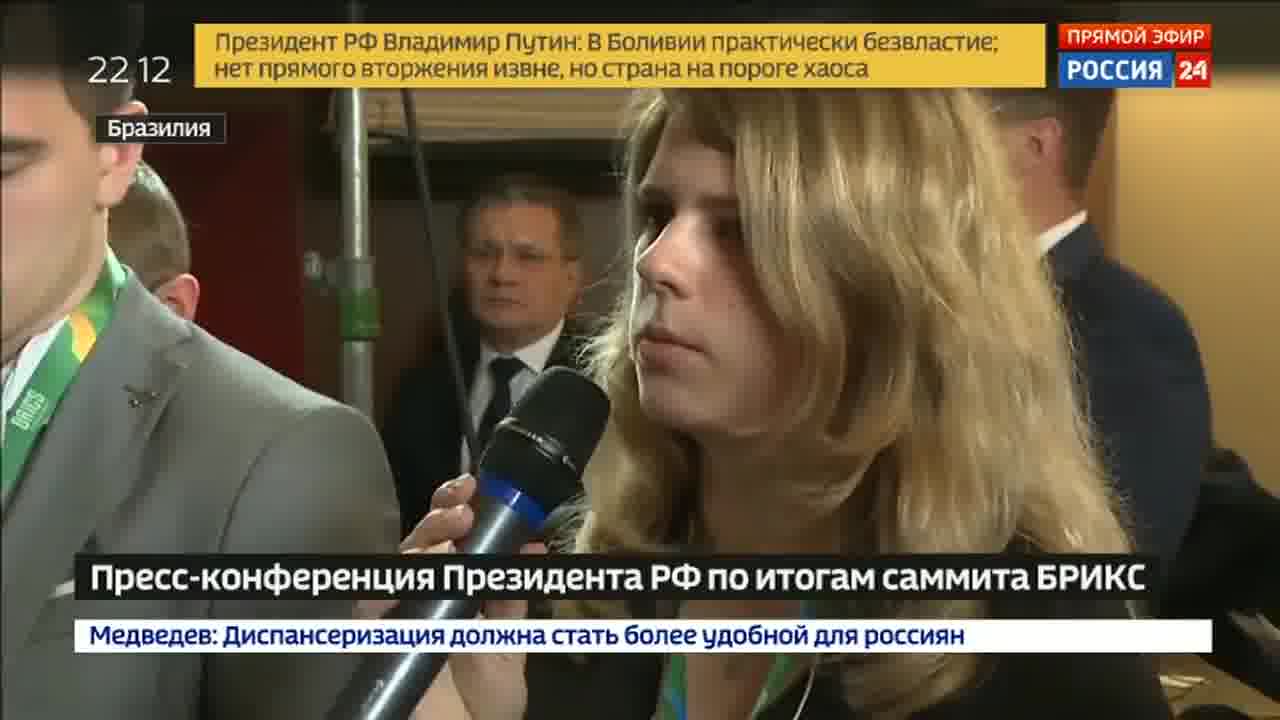 22 12
Президент РФ Владимир Путин: В Боливии практически безвластие;
нет прямого вторжения извне, но страна на пороге хаоса
ПРЯМОЙ ЭФИР
РОССИЯ 24
Бразилия
BRICS
Пресс-конференция Президента РФ по итогам саммита БРИКС
Медведев: Диспансеризация должна стать более удобной для россиян